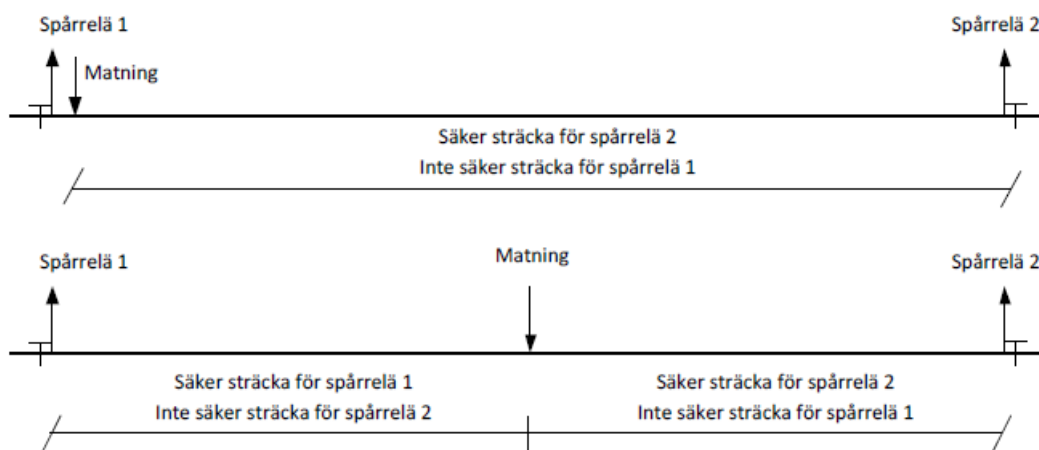 Spårrelä 1
Spårrelä 2
Matning
Säker sträcka för spårrelä 2
Inte säker sträcka för spårrelä 1
Spårrelä 1
Matning
Spårrelä 2
Säker sträcka för spårrelä 1
Säker sträcka för spårrelä 2
Inte säker sträcka för spårrelä 2
Inte säker sträcka för spårrelä 1